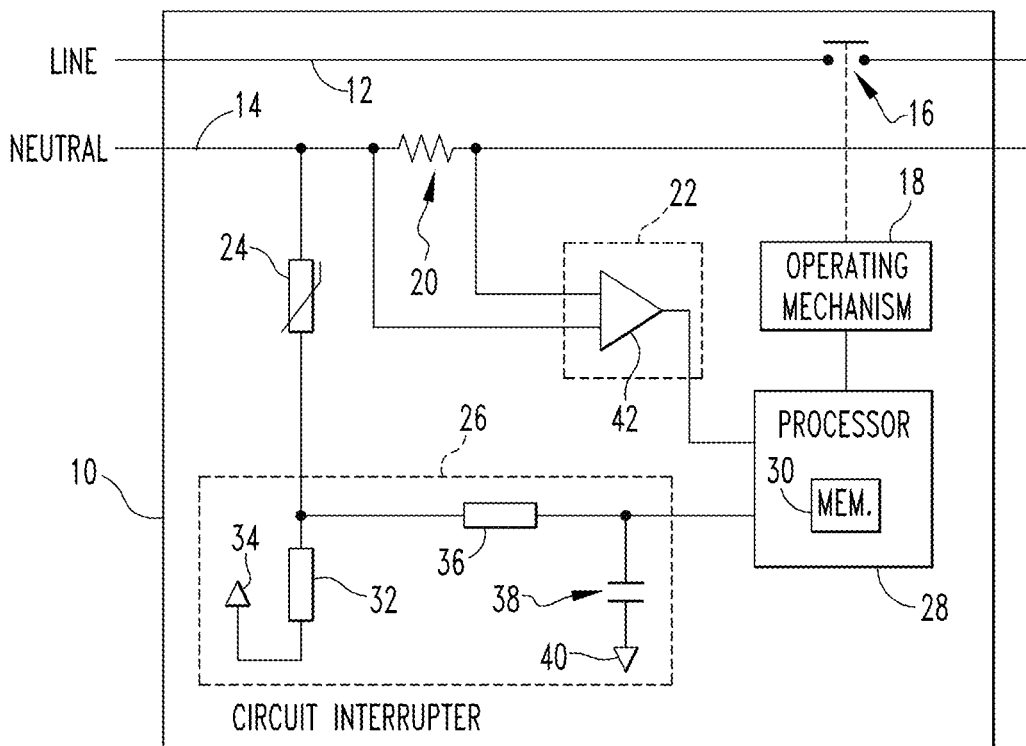 LINE
12
16
14
NEUTRAL
20
22
18
24
OPERATING
MECHANISM
42
26
PROCESSOR
10
30
MEM.
34
32
36
38
28
40
CIRCUIT INTERRUPTER